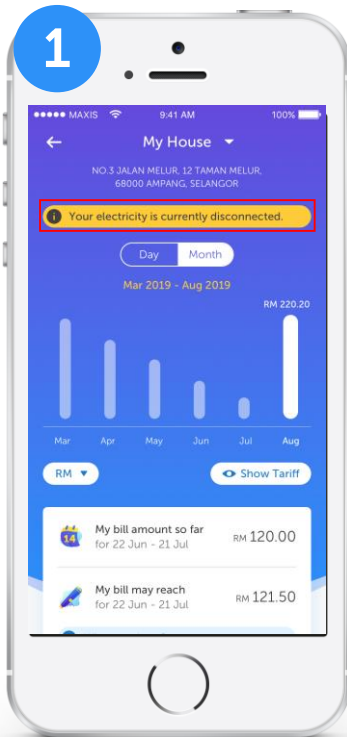 1
MAXIS 9:41 AM 100%
My House
NO.3 JALAN MELUR, 12 TAMAN MELUR,
68000 AMPANG, SELANGOR
Your electricity is currently disconnected.
Day Month
Mar 2019 - Aug 2019
RM 220.20
Mar Apr May Jun Jul Aug
RM Show Tariff
14
My bill amount so far
for 22 Jun - 21 Jul
RM 120.00
My bill may reach
for 22 Jun - 21 Jul
RM 121.50